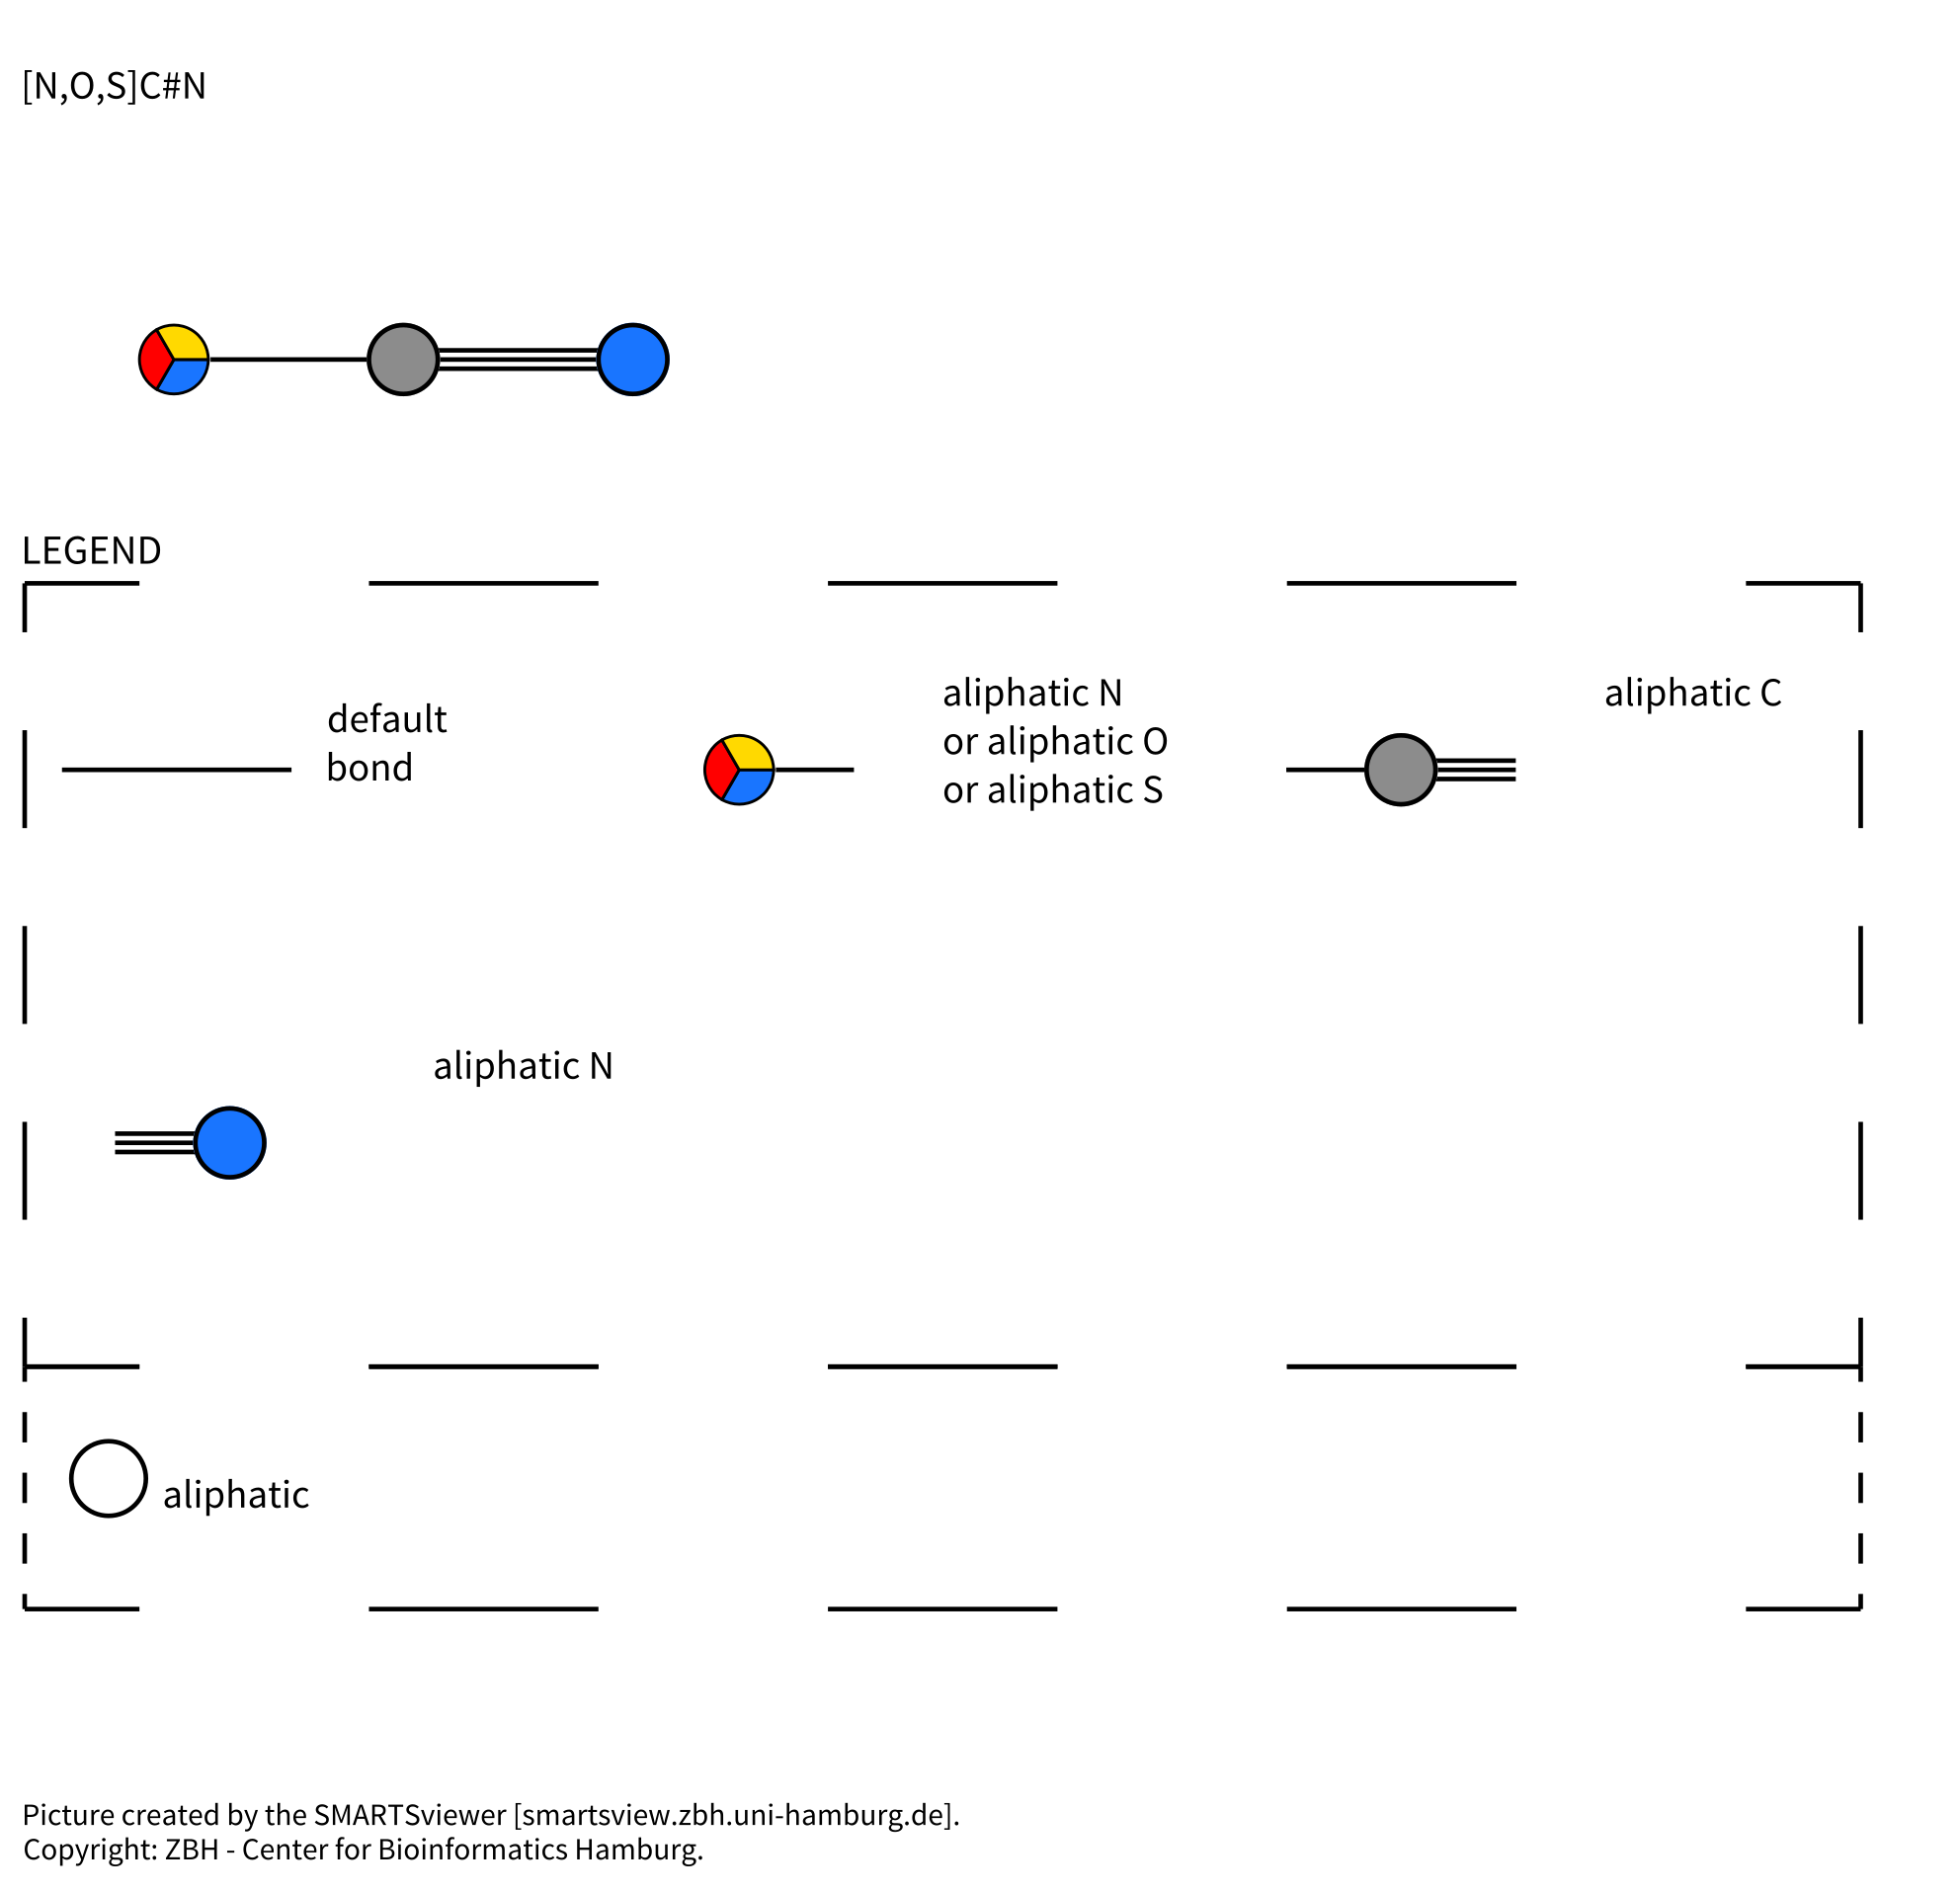 [N,O,S]C#N
LEGEND
default
bond
aliphatic N
or aliphatic O
or aliphatic S
aliphatic C
aliphatic N
aliphatic
Picture created by the SMARTSviewer [smartsview.zbh.uni-hamburg.de].
Copyright: ZBH - Center for Bioinformatics Hamburg.